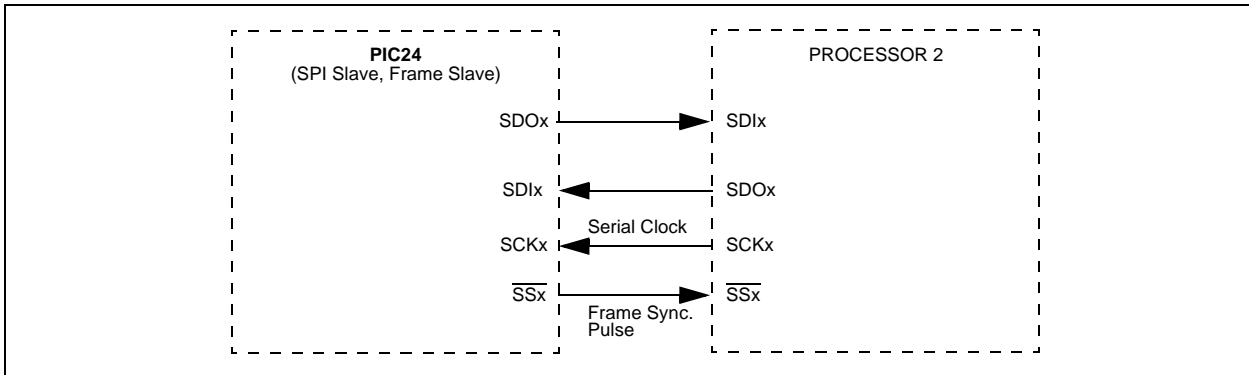 PIC24
(SPI Slave, Frame Slave)
PROCESSOR 2
SDOx
SDIx
SDIx
SDOx
Serial Clock
SCKx
SCKx
SSx
SSx
Frame Sync.
Pulse